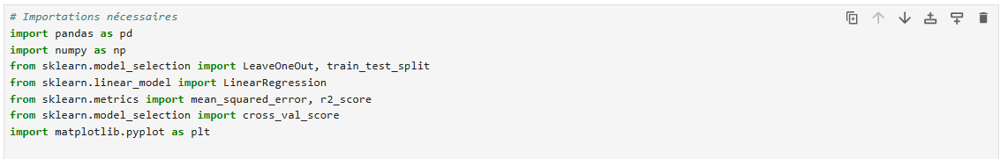 # Importations nécessaires
import pandas as pd
import numpy as np
from sklearn.model_selection import LeaveOneOut, train_test_split
from sklearn.linear_model import LinearRegression
from sklearn.metrics import mean_squared_error, r2_score
from sklearn.model_selection import cross_val_score
import matplotlib.pyplot as plt